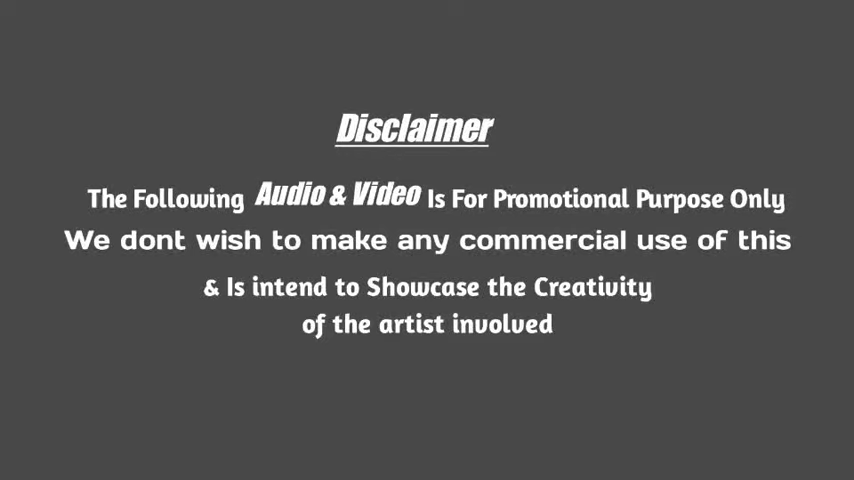 Disclaimer
The Following Audio & Video Is For Promotional Purpose Only
We dont wish to make any commercial use of this
& Is intend to Showcase the Creativity
of the artist involved